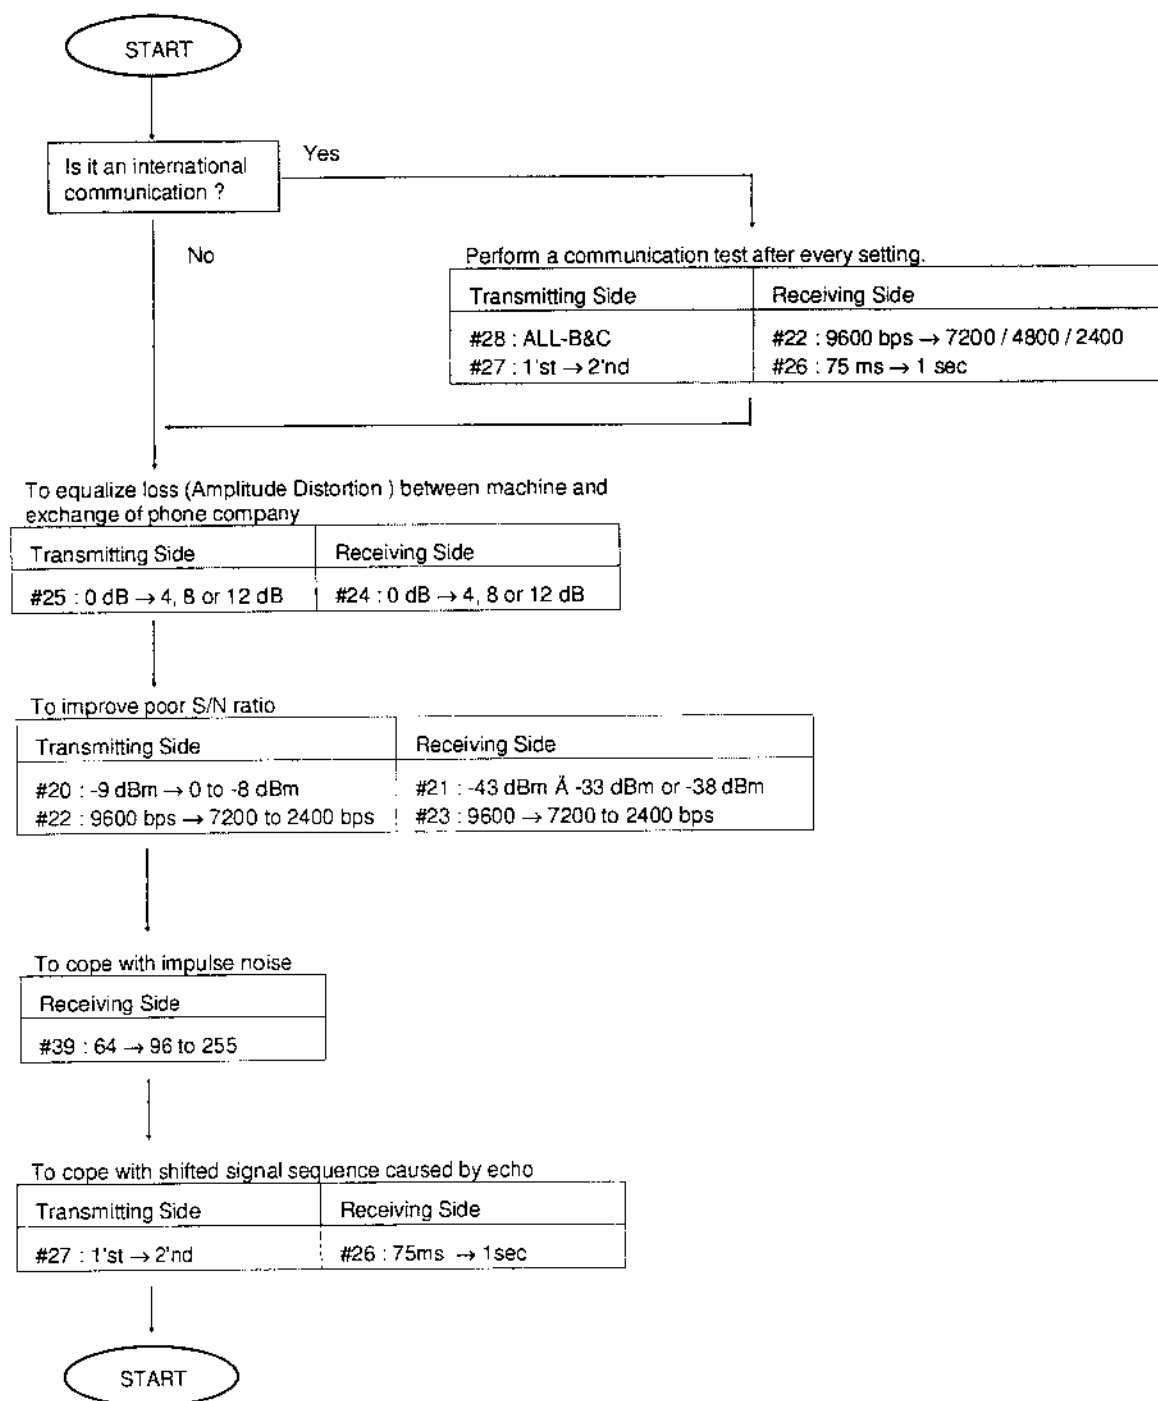 START
Is it an international
communication ?
Yes
No
Perform a communication test after every setting.
Transmitting Side
Receiving Side
#28 : ALL-B&C
#27 : 1'st → 2'nd
#22 : 9600 bps → 7200 / 4800 / 2400
#26 : 75 ms → 1 sec
To equalize loss (Amplitude Distortion ) between machine and
exchange of phone company
Transmitting Side
Receiving Side
#25 : 0 dB → 4, 8 or 12 dB
#24 : 0 dB → 4, 8 or 12 dB
To improve poor S/N ratio
Transmitting Side
Receiving Side
#20 : -9 dBm → 0 to -8 dBm
#22 : 9600 bps → 7200 to 2400 bps
#21 : -43 dBm Ä -33 dBm or -38 dBm
#23 : 9600 → 7200 to 2400 bps
To cope with impulse noise
Receiving Side
#39 : 64 → 96 to 255
To cope with shifted signal sequence caused by echo
Transmitting Side
Receiving Side
#27 : 1'st → 2'nd
#26 : 75ms → 1sec
START